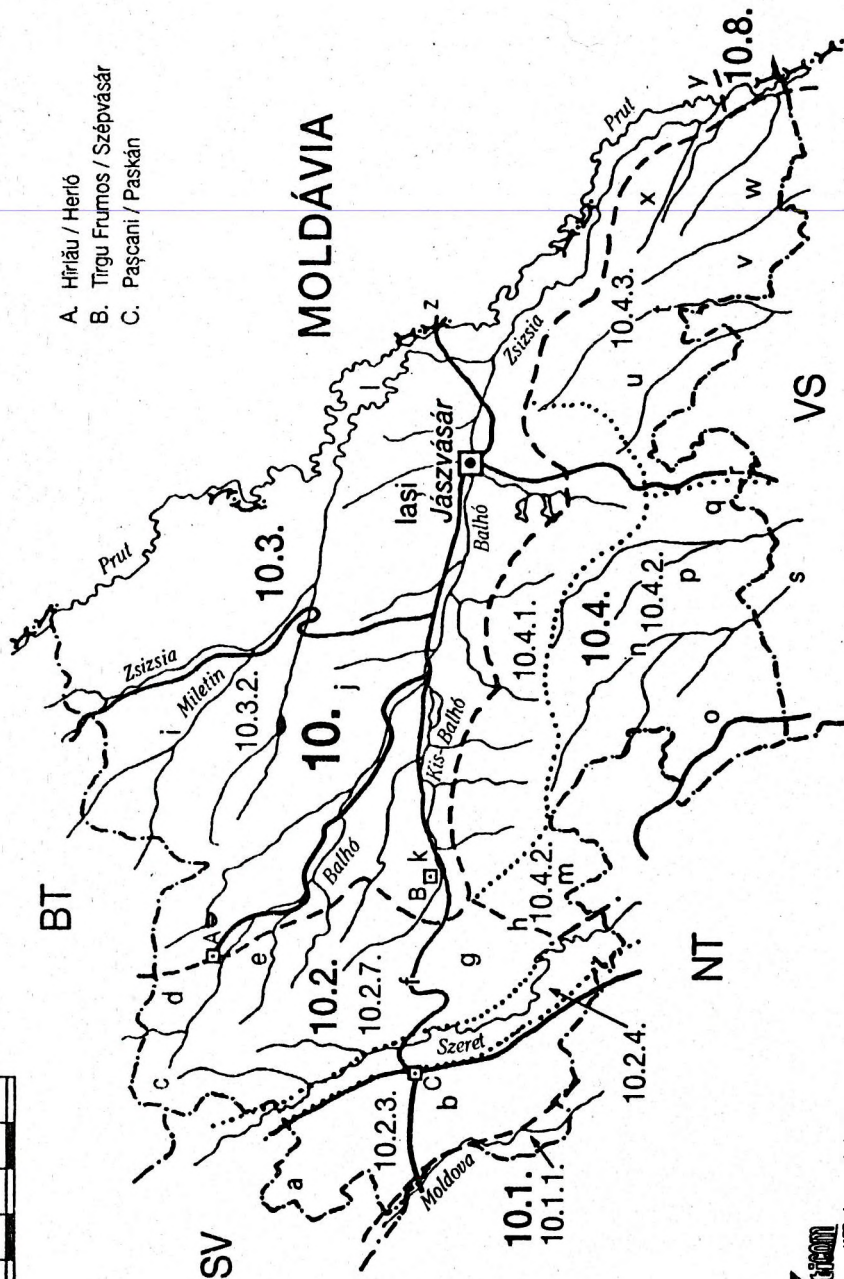 A. Hîrlău / Herló
B. Tîrgu Frumos / Szépvásár
C. Pașcani / Paskán
MOLDÁVIA
BT
SV
NT
VS
Prut
Prut
Zsizsia
Miletin
Zsizsia
Balhó
Balhó
Kis-Balhó
Szeret
Moldova
Iași
Jászvásár
10.
10.1.
10.1.1.
10.2.
10.2.3.
10.2.4.
10.2.7.
10.3.
10.3.2.
10.4.
10.4.1.
10.4.2.
10.4.2.
10.4.3.
10.8.
A
B
C
a
b
c
d
e
f
g
h
i
j
k
l
m
n
o
p
q
r
s
t
u
v
w
x
y
z
l